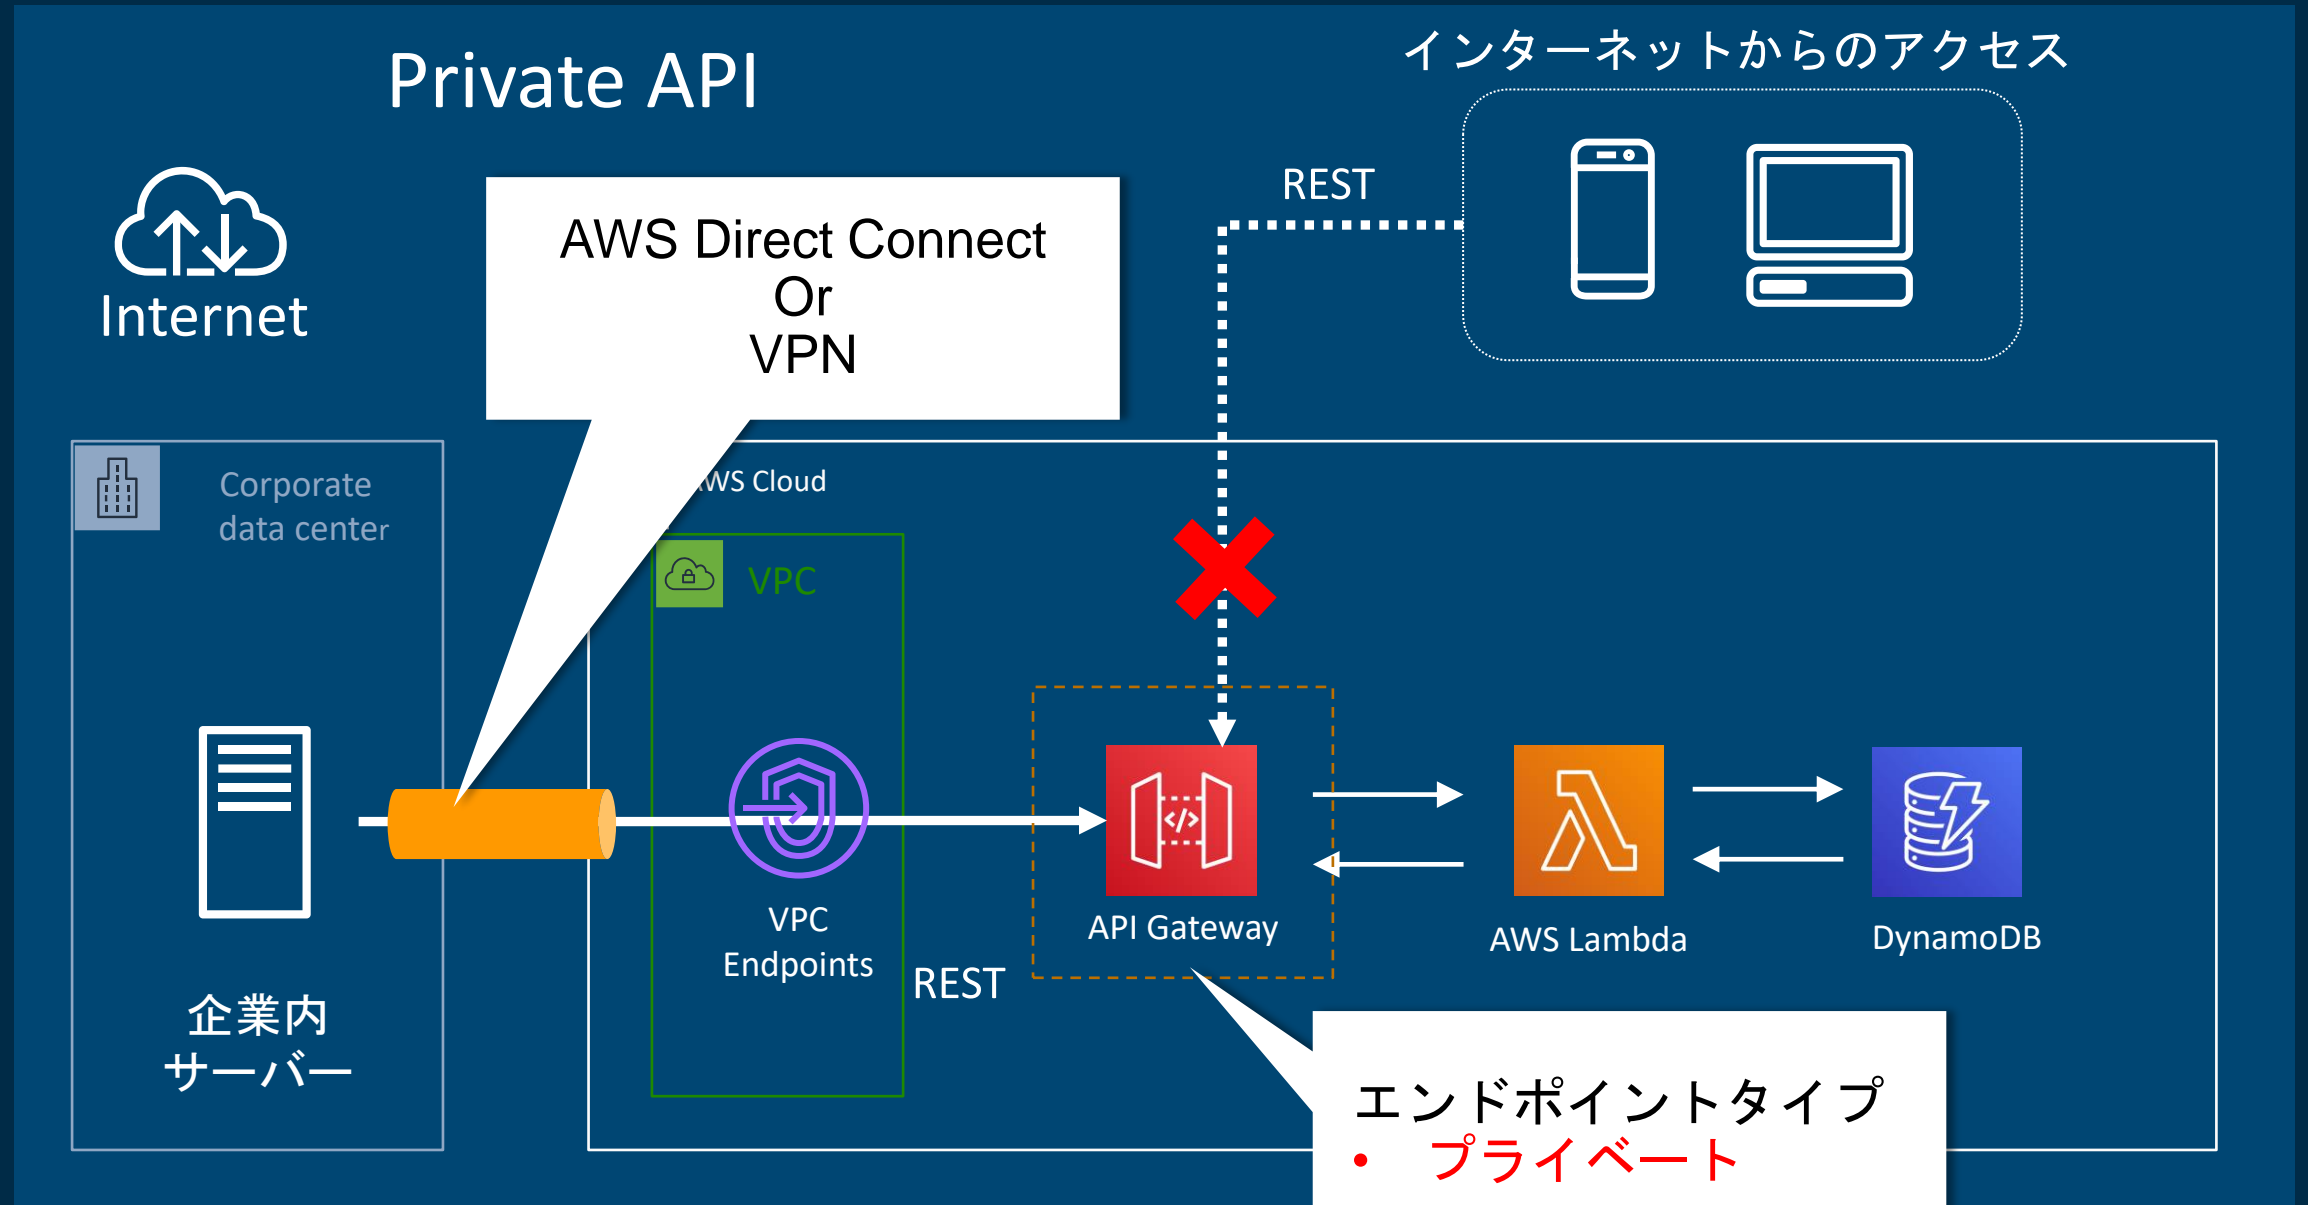 Private API
インターネットからのアクセス
REST
Internet
AWS Direct Connect
Or
VPN
Corporate
data center
WS Cloud
VPC
VPC
Endpoints
REST
API Gateway
</>
AWS Lambda
DynamoDB
企業内
サーバー
エンドポイントタイプ
• プライベート